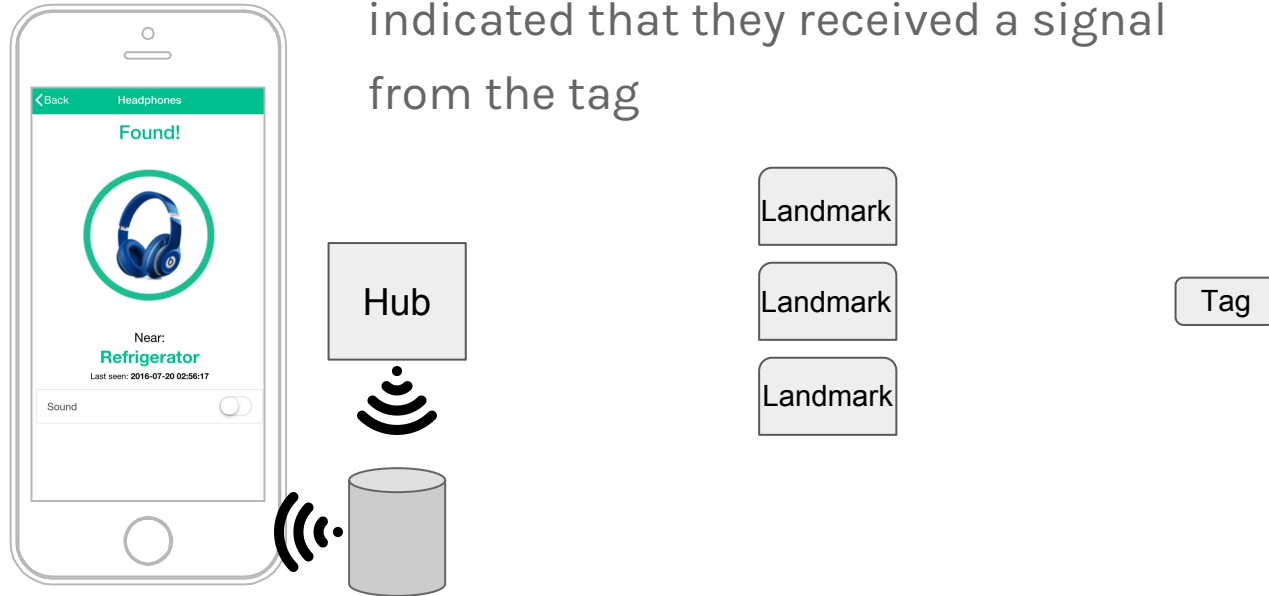 indicated that they received a signal
from the tag
Back Headphones
Found!
Near:
Refrigerator
Last seen: 2016-07-20 02:56:17
Sound
Hub
Landmark
Landmark
Landmark
Tag